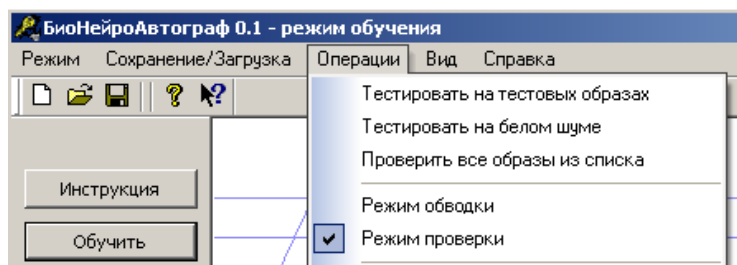 БиоНейроАвтограф 0.1 - режим обучения
Режим Сохранение/Загрузка Операции Вид Справка
Тестировать на тестовых образах
Тестировать на белом шуме
Проверить все образы из списка
Инструкция
Режим обводки
Обучить
Режим проверки